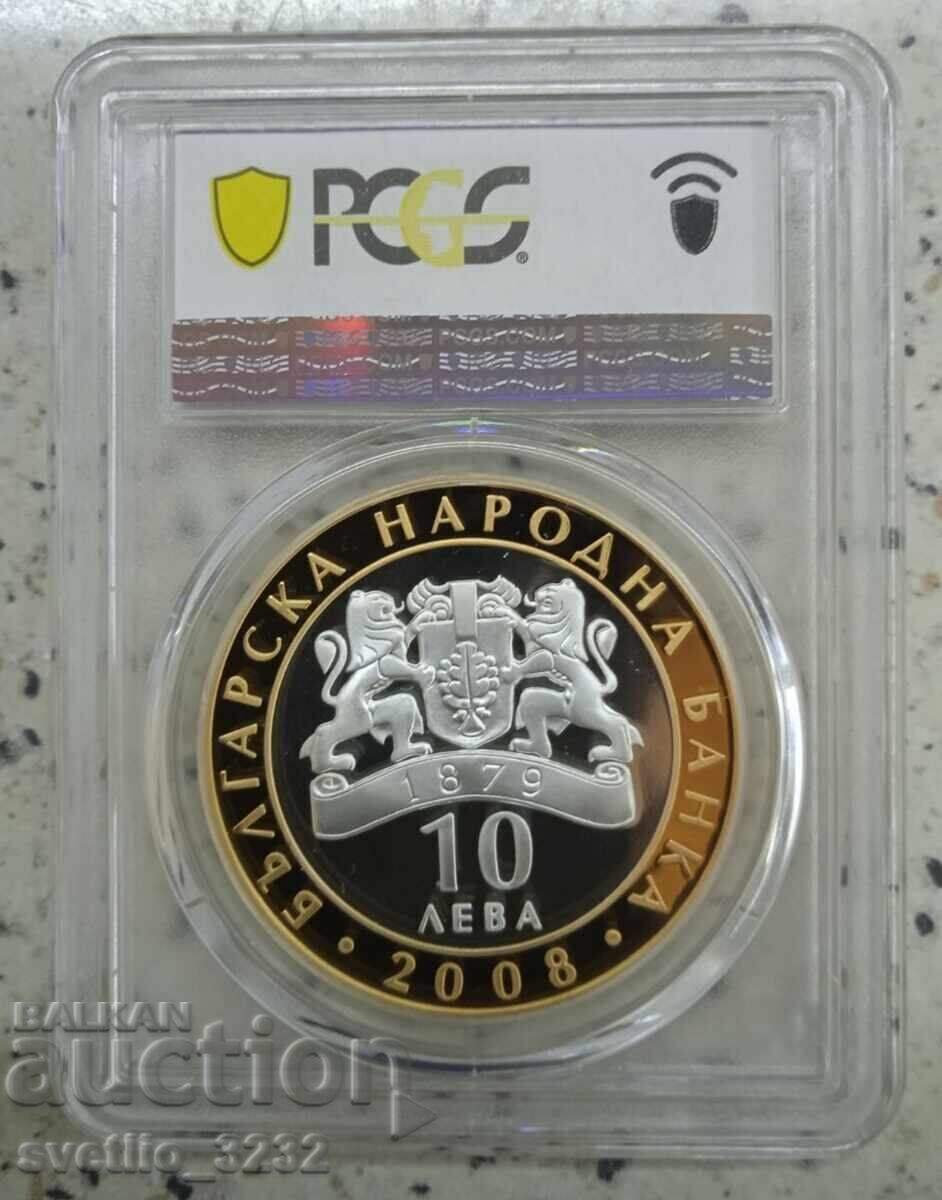 PCGS®
PCGS.COM
БЪЛГАРСКА НАРОДНА БАНКА
1879
10
ЛЕВА
• 2008 •
BALKAN
auction
svetlio_3232